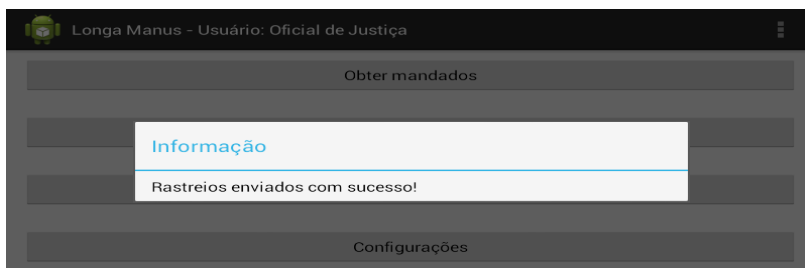 Longa Manus - Usuário: Oficial de Justiça
Obter mandados
Informação
Rastreios enviados com sucesso!
Configurações